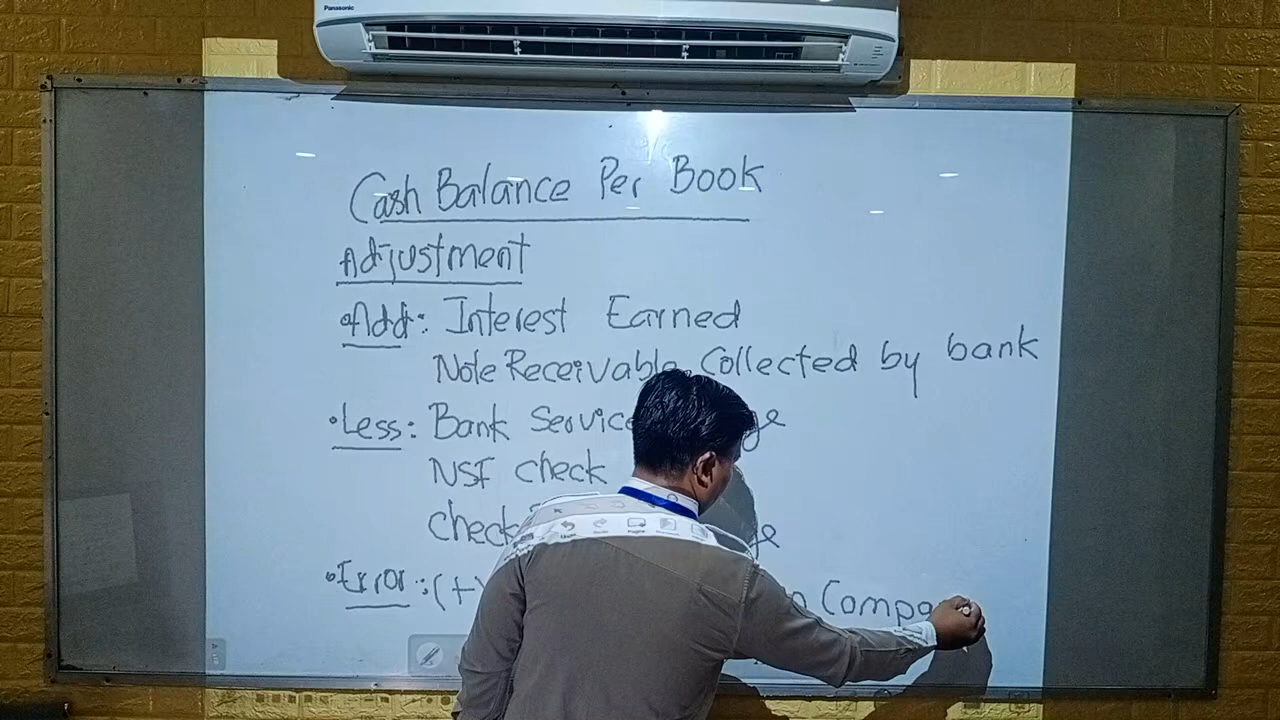 Panasonic
Cash Balance Per Book
Adjustment
•Add: Interest Earned
Note Receivable Collected by bank
•Less: Bank Service
NSF check
check
•Error:(+)
Compa